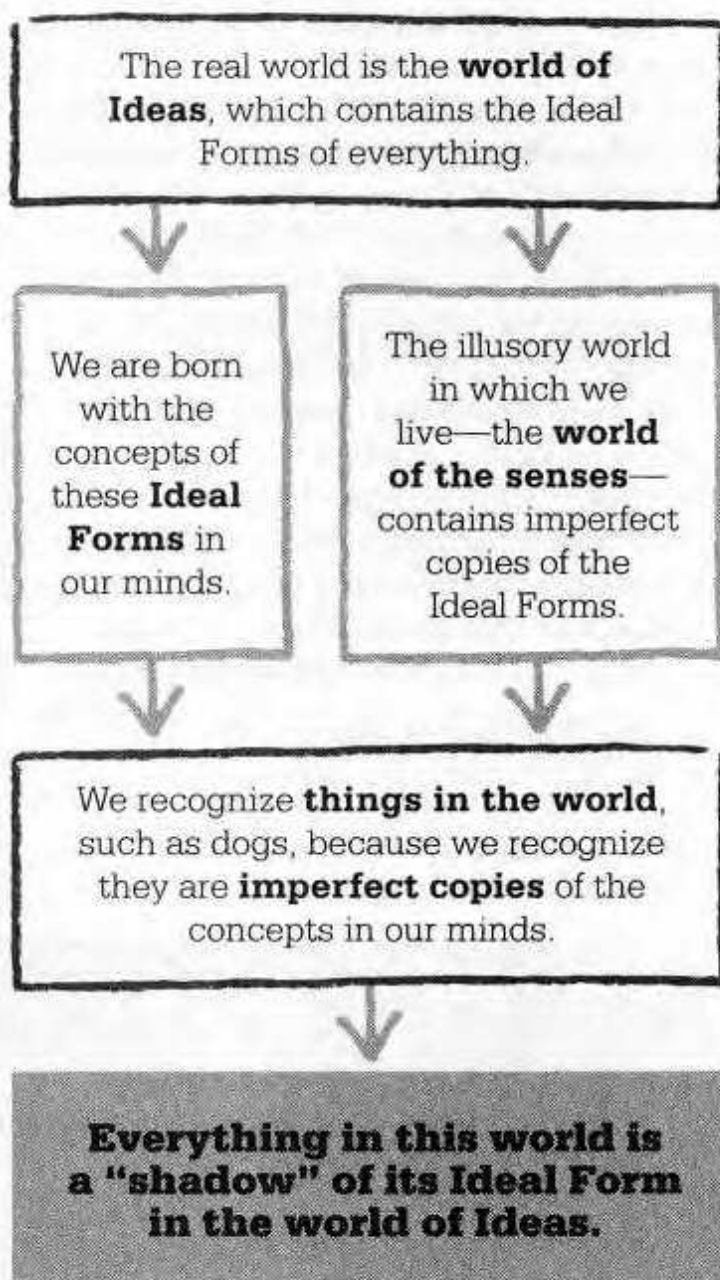 The real world is the world of
Ideas, which contains the Ideal
Forms of everything.
We are born
with the
concepts of
these Ideal
Forms in
our minds.
The illusory world
in which we
live—the world
of the senses—
contains imperfect
copies of the
Ideal Forms.
We recognize things in the world,
such as dogs, because we recognize
they are imperfect copies of the
concepts in our minds.
Everything in this world is
a “shadow” of its Ideal Form
in the world of Ideas.